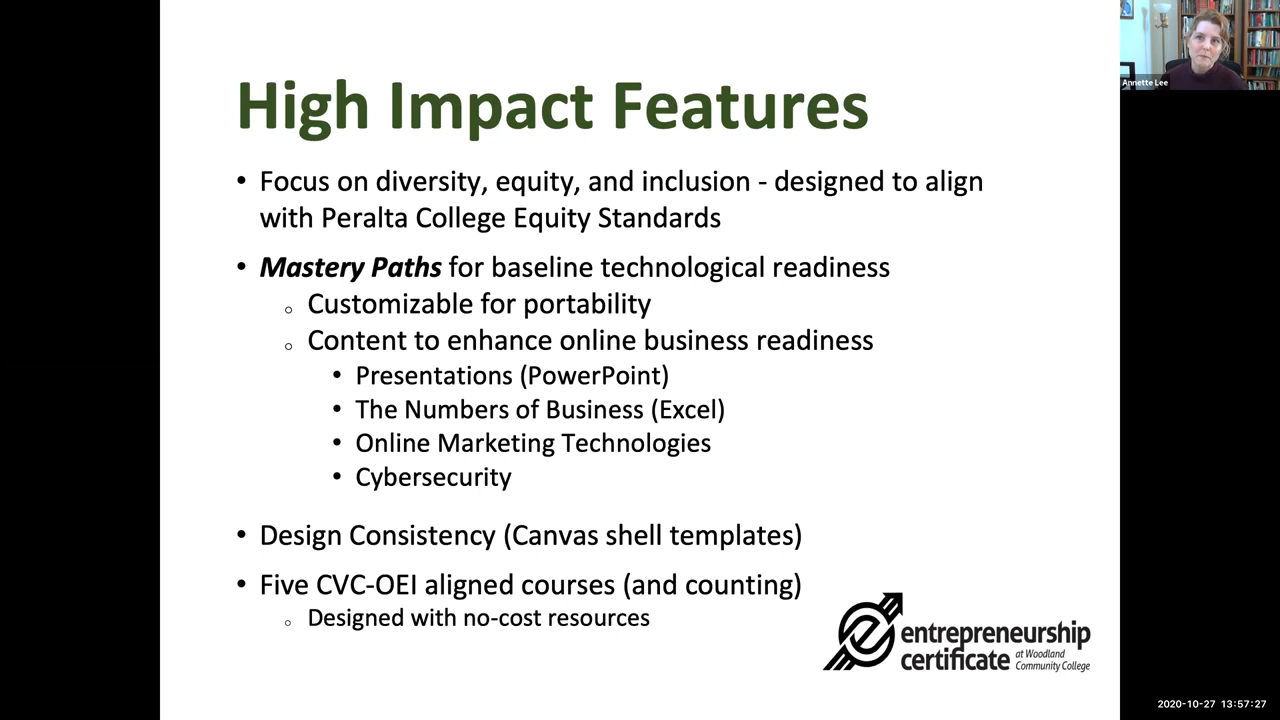 High Impact Features
• Focus on diversity, equity, and inclusion - designed to align
with Peralta College Equity Standards
• Mastery Paths for baseline technological readiness
○ Customizable for portability
○ Content to enhance online business readiness
• Presentations (PowerPoint)
• The Numbers of Business (Excel)
• Online Marketing Technologies
• Cybersecurity
• Design Consistency (Canvas shell templates)
• Five CVC-OEI aligned courses (and counting)
○ Designed with no-cost resources
entrepreneurship
certificate
at Woodland
Community College
Annette Lee
2020-10-27 13:57:27